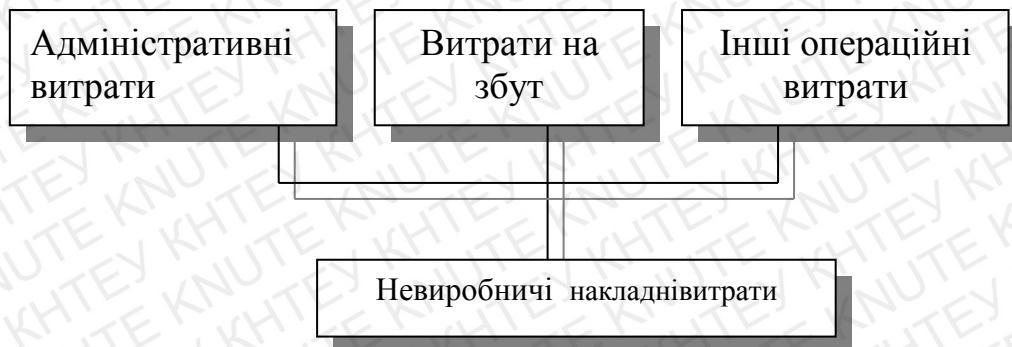 Адміністративні
витрати
Витрати на
збут
Інші операційні
витрати
Невиробничі накладнівитрати